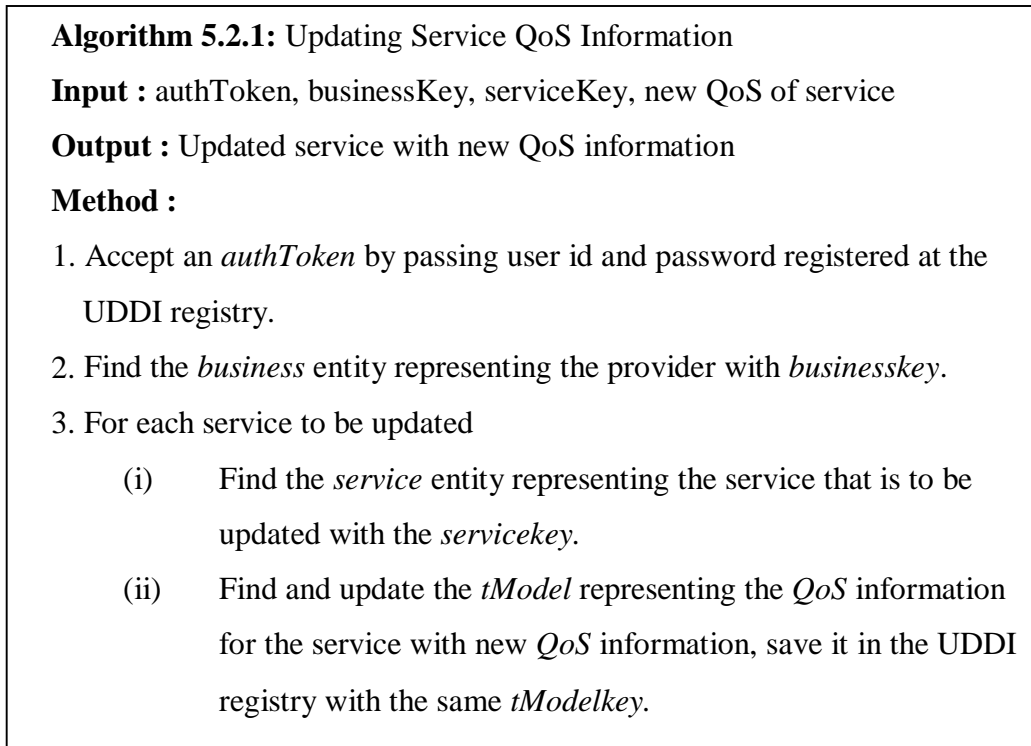 Algorithm 5.2.1: Updating Service QoS Information
Input : authToken, businessKey, serviceKey, new QoS of service
Output : Updated service with new QoS information
Method :
1. Accept an authToken by passing user id and password registered at the
UDDI registry.
2. Find the business entity representing the provider with businesskey.
3. For each service to be updated
(i) Find the service entity representing the service that is to be
updated with the servicekey.
(ii) Find and update the tModel representing the QoS information
for the service with new QoS information, save it in the UDDI
registry with the same tModelkey.